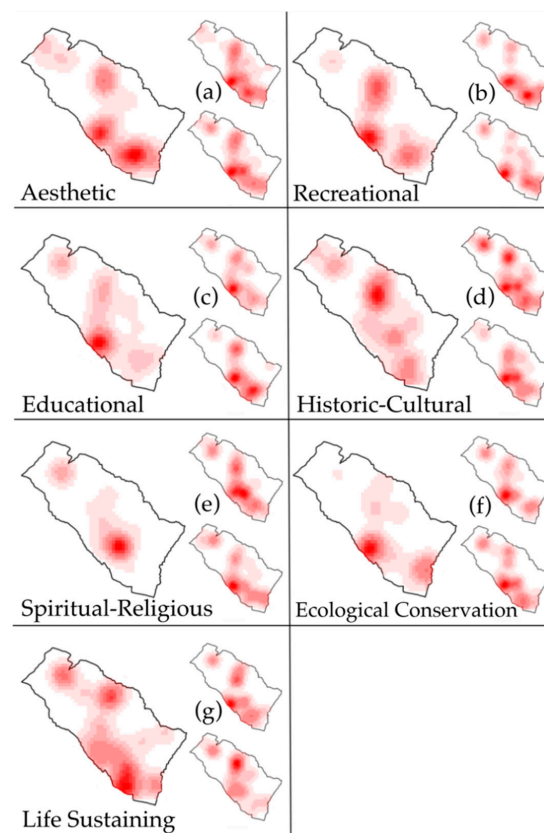 (a)
Aesthetic
(b)
Recreational
(c)
Educational
(d)
Historic-Cultural
(e)
Spiritual-Religious
(f)
Ecological Conservation
(g)
Life Sustaining